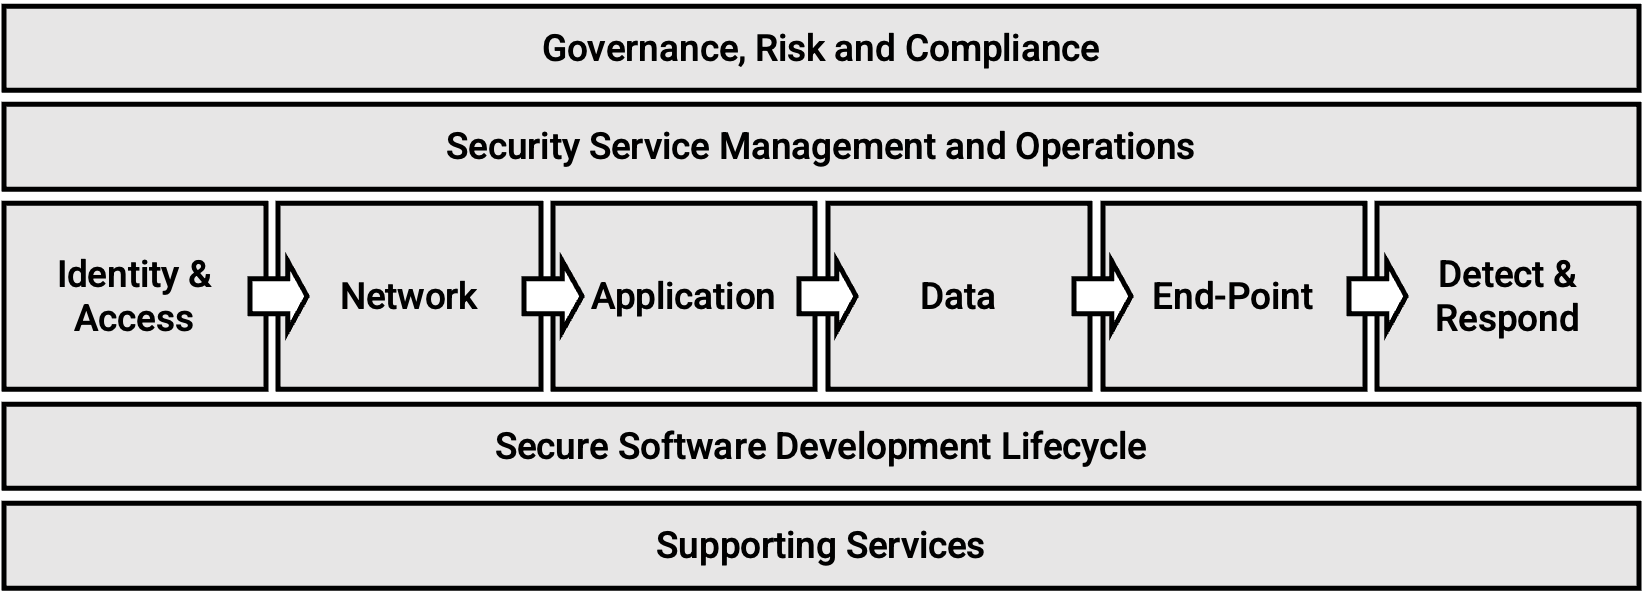 Governance, Risk and Compliance
Security Service Management and Operations
Identity &
Access
Network
Application
Data
End-Point
Detect &
Respond
Secure Software Development Lifecycle
Supporting Services